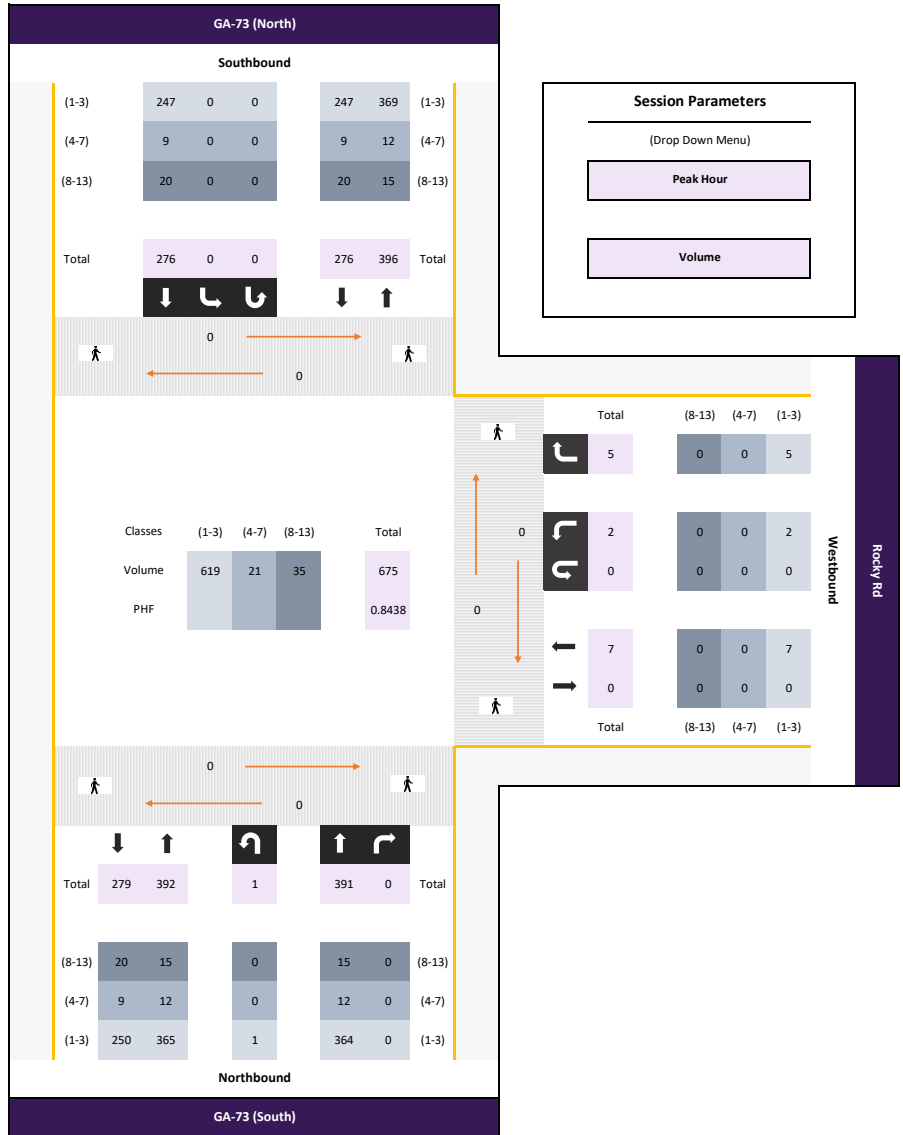 GA-73 (North)
Southbound
(1-3) 247 0 0 247 369 (1-3)
(4-7) 9 0 0 9 12 (4-7)
(8-13) 20 0 0 20 15 (8-13)
Total 276 0 0 276 396 Total
0
0
Session Parameters
(Drop Down Menu)
Peak Hour
Volume
Total (8-13) (4-7) (1-3)
5 0 0 5
2 0 0 2
0 0 0 0
7 0 0 7
0 0 0 0
Total (8-13) (4-7) (1-3)
0
0
Westbound
Rocky Rd
Classes (1-3) (4-7) (8-13) Total
Volume 619 21 35 675
PHF 0.8438
0
0
Total 279 392 1 391 0 Total
(8-13) 20 15 0 15 0 (8-13)
(4-7) 9 12 0 12 0 (4-7)
(1-3) 250 365 1 364 0 (1-3)
Northbound
GA-73 (South)